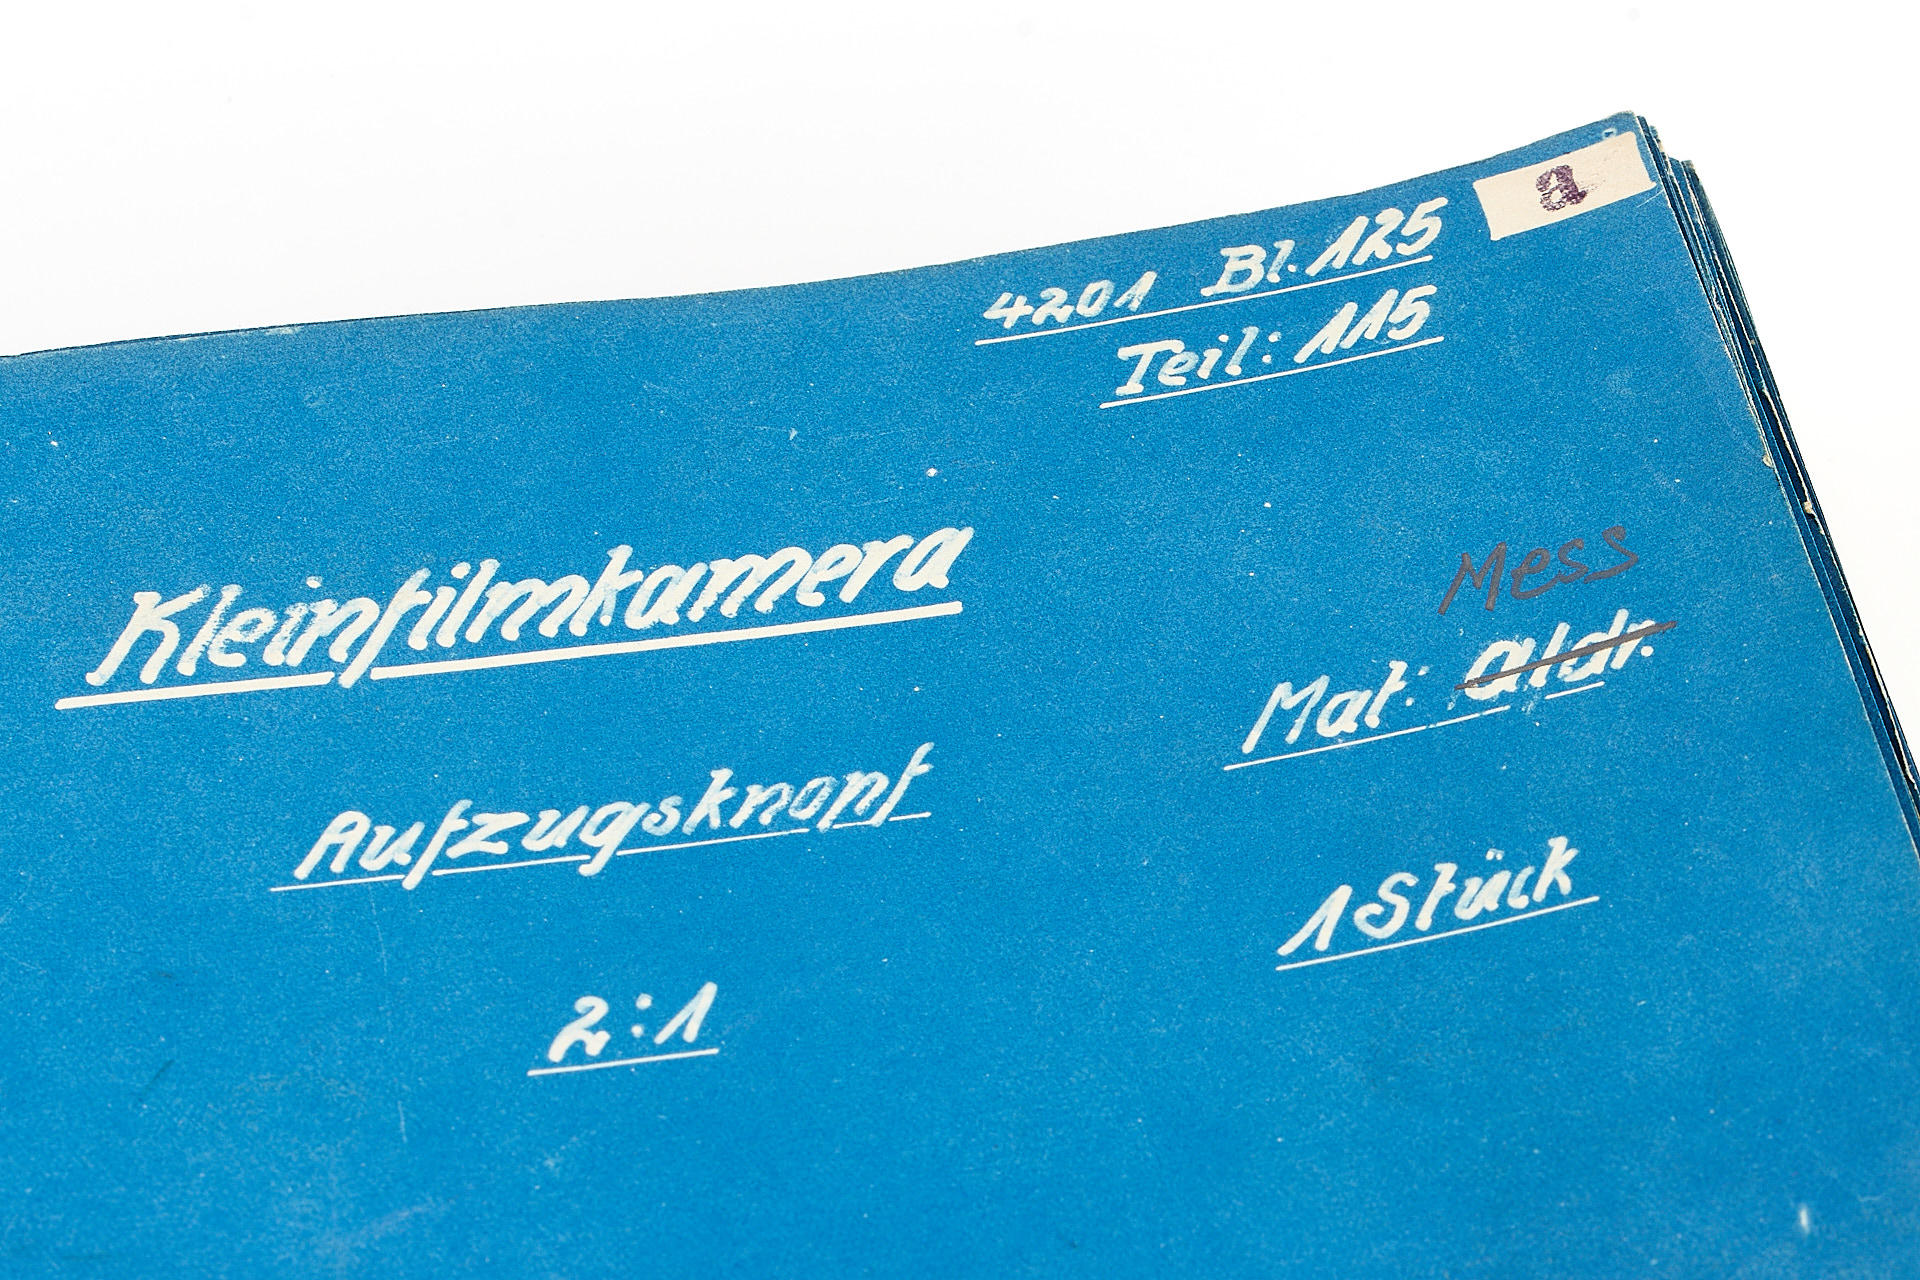 a
4201 Bl. 125
Teil: 115
Kleinfilmkamera
Mess
Mat: aldr.
Aufzugsknopf
1 Stück
2:1